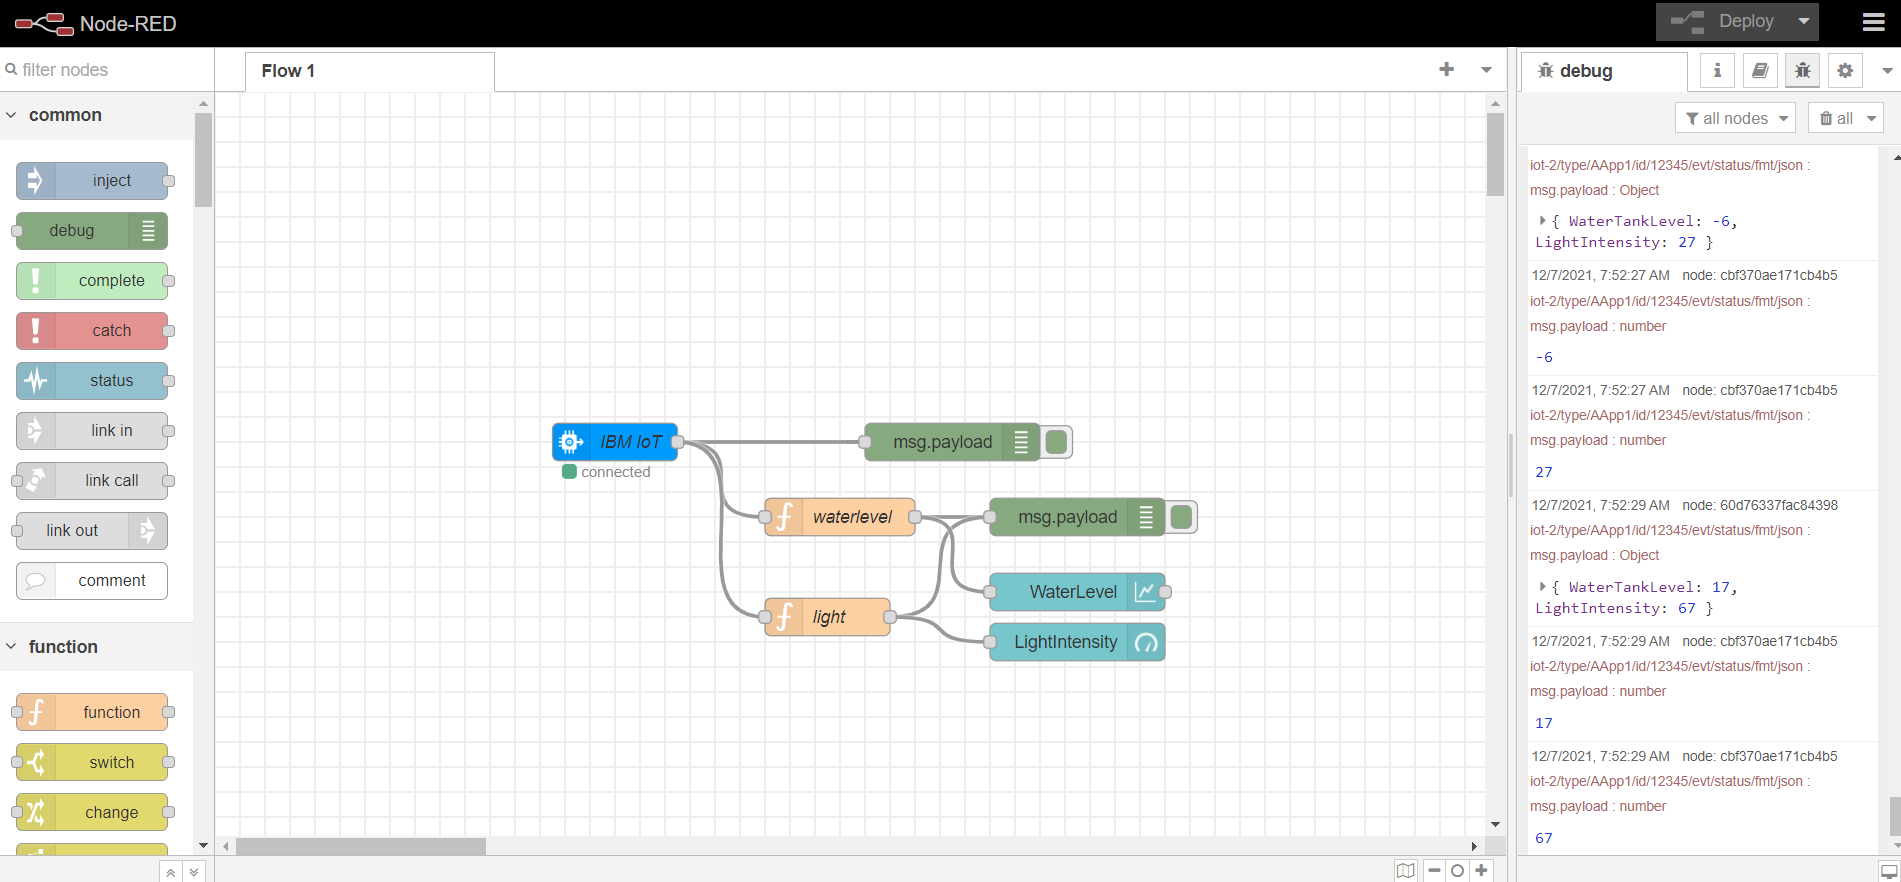 Node-RED
Deploy
filter nodes
Flow 1
debug
all nodes
all
common
inject
debug
complete
catch
status
link in
link call
link out
comment
function
function
switch
change
IBM IoT
connected
msg.payload
waterlevel
msg.payload
WaterLevel
light
LightIntensity
iot-2/type/AApp1/id/12345/evt/status/fmt/json :
msg.payload : Object
{ WaterTankLevel: -6,
LightIntensity: 27 }
12/7/2021, 7:52:27 AM node: cbf370ae171cb4b5
iot-2/type/AApp1/id/12345/evt/status/fmt/json :
msg.payload : number
-6
12/7/2021, 7:52:27 AM node: cbf370ae171cb4b5
iot-2/type/AApp1/id/12345/evt/status/fmt/json :
msg.payload : number
27
12/7/2021, 7:52:29 AM node: 60d76337fac84398
iot-2/type/AApp1/id/12345/evt/status/fmt/json :
msg.payload : Object
{ WaterTankLevel: 17,
LightIntensity: 67 }
12/7/2021, 7:52:29 AM node: cbf370ae171cb4b5
iot-2/type/AApp1/id/12345/evt/status/fmt/json :
msg.payload : number
17
12/7/2021, 7:52:29 AM node: cbf370ae171cb4b5
iot-2/type/AApp1/id/12345/evt/status/fmt/json :
msg.payload : number
67